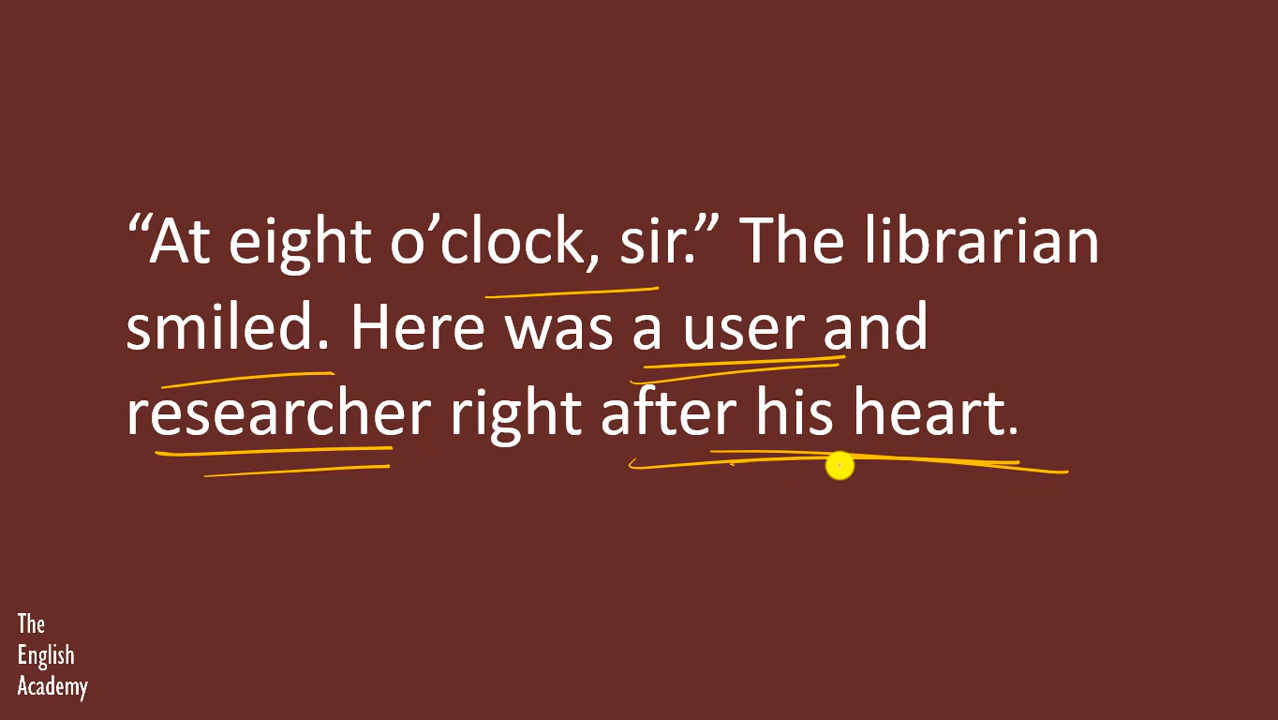 “At eight o’clock, sir.” The librarian
smiled. Here was a user and
researcher right after his heart.
The
English
Academy